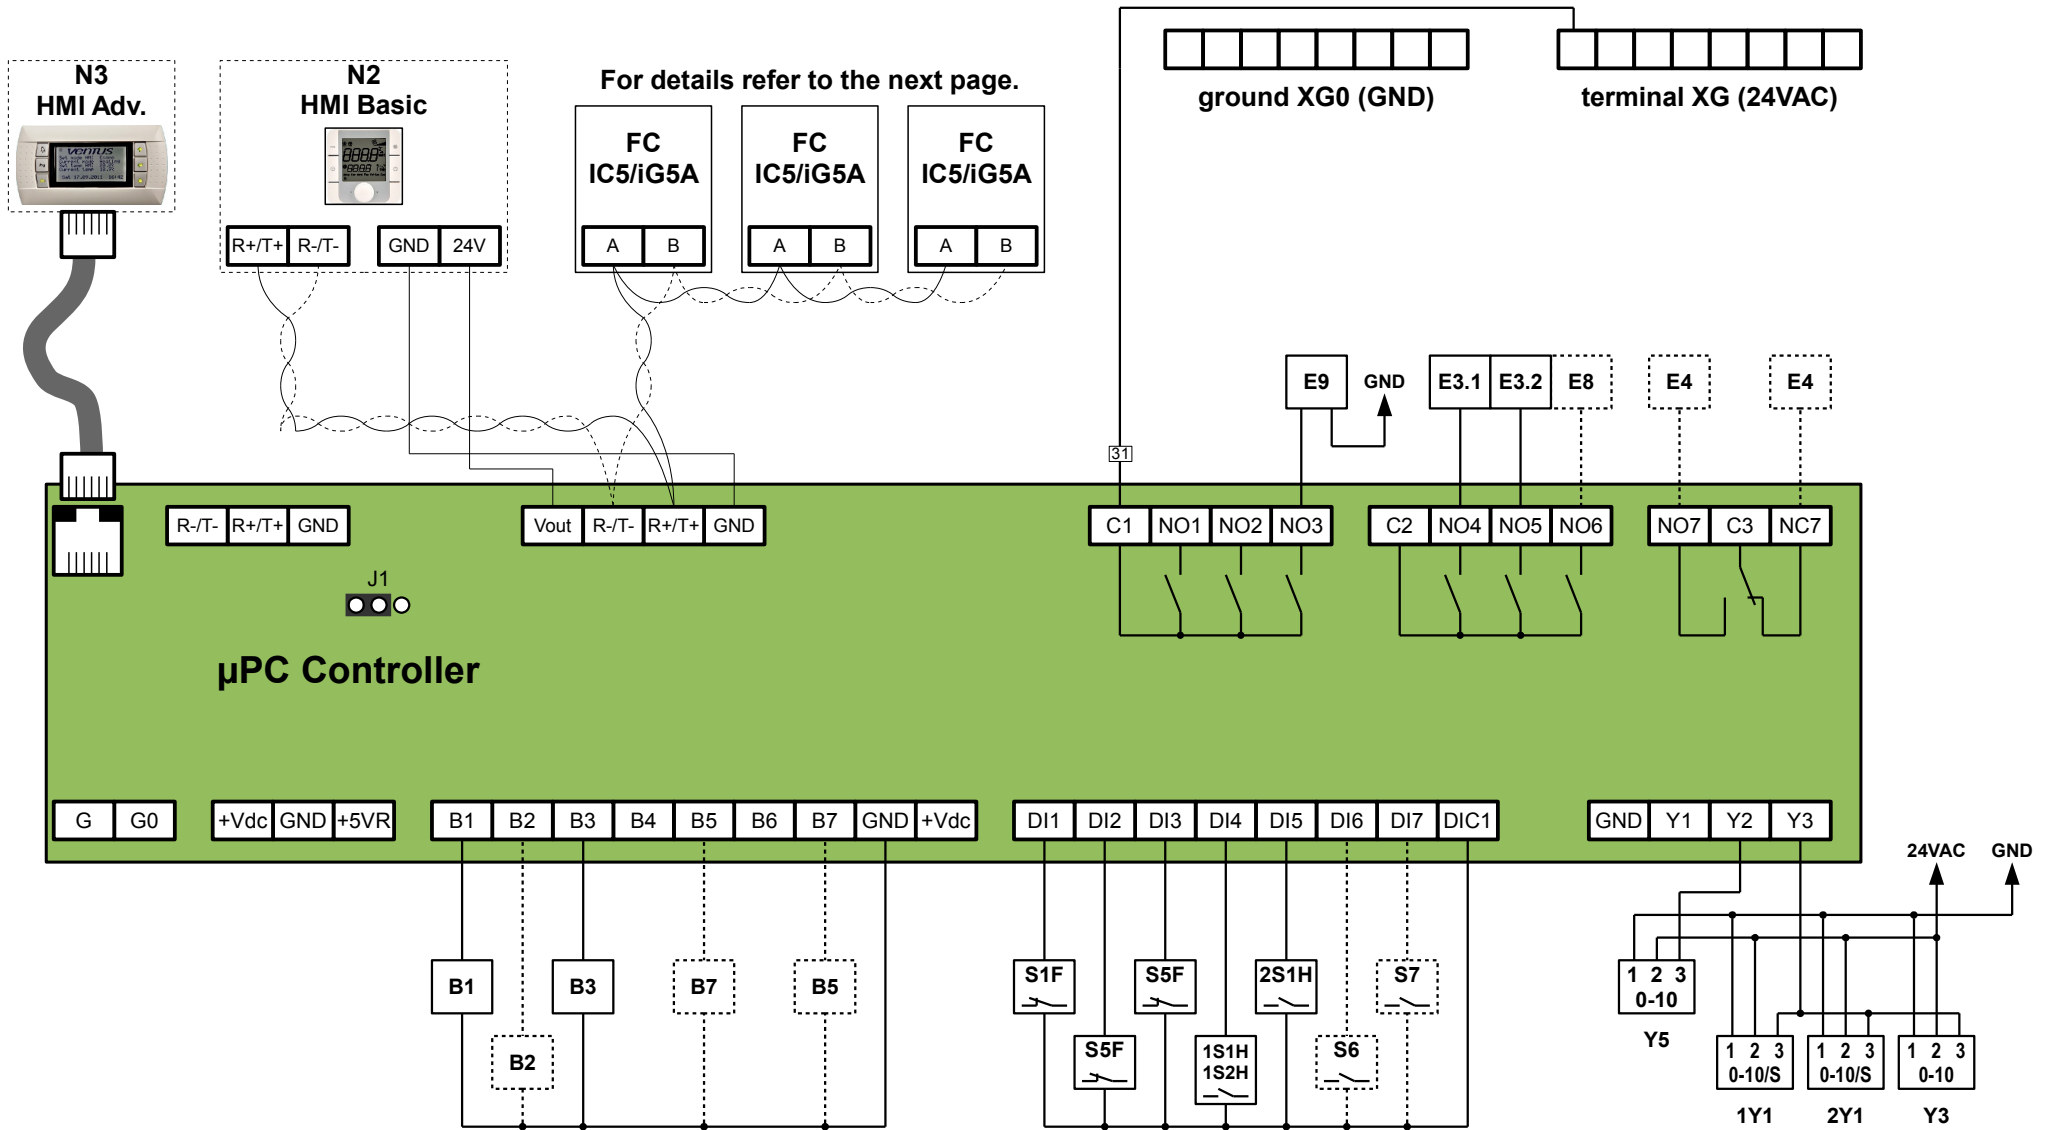 N3
HMI Adv.
ventus
N2
HMI Basic
For details refer to the next page.
ground XG0 (GND)
terminal XG (24VAC)
FC
IC5/iG5A
FC
IC5/iG5A
FC
IC5/iG5A
R+/T+ R-/T- GND 24V
A B
A B
A B
E9
GND
E3.1 E3.2 E8
E4
E4
31
R-/T- R+/T+ GND
Vout R-/T- R+/T+ GND
C1 NO1 NO2 NO3
C2 NO4 NO5 NO6
NO7 C3 NC7
J1
µPC Controller
G G0
+Vdc GND +5VR
B1 B2 B3 B4 B5 B6 B7 GND +Vdc
DI1 DI2 DI3 DI4 DI5 DI6 DI7 DIC1
GND Y1 Y2 Y3
24VAC GND
B1
B3
B7
B5
B2
S1F
S5F
2S1H
S7
S5F
1S1H
1S2H
S6
1 2 3
0-10
Y5
1 2 3
0-10/S
1Y1
1 2 3
0-10/S
2Y1
1 2 3
0-10
Y3